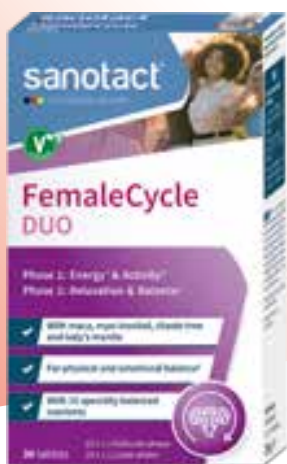 sanotact
V
FemaleCycle
DUO
Phase 1: Energy & Activity
Phase 2: Relaxation & Balance
With maca, myo-inositol, chaste tree
and lady's mantle
For physical and emotional balance
With 10 specially balanced
nutrients
30 tablets